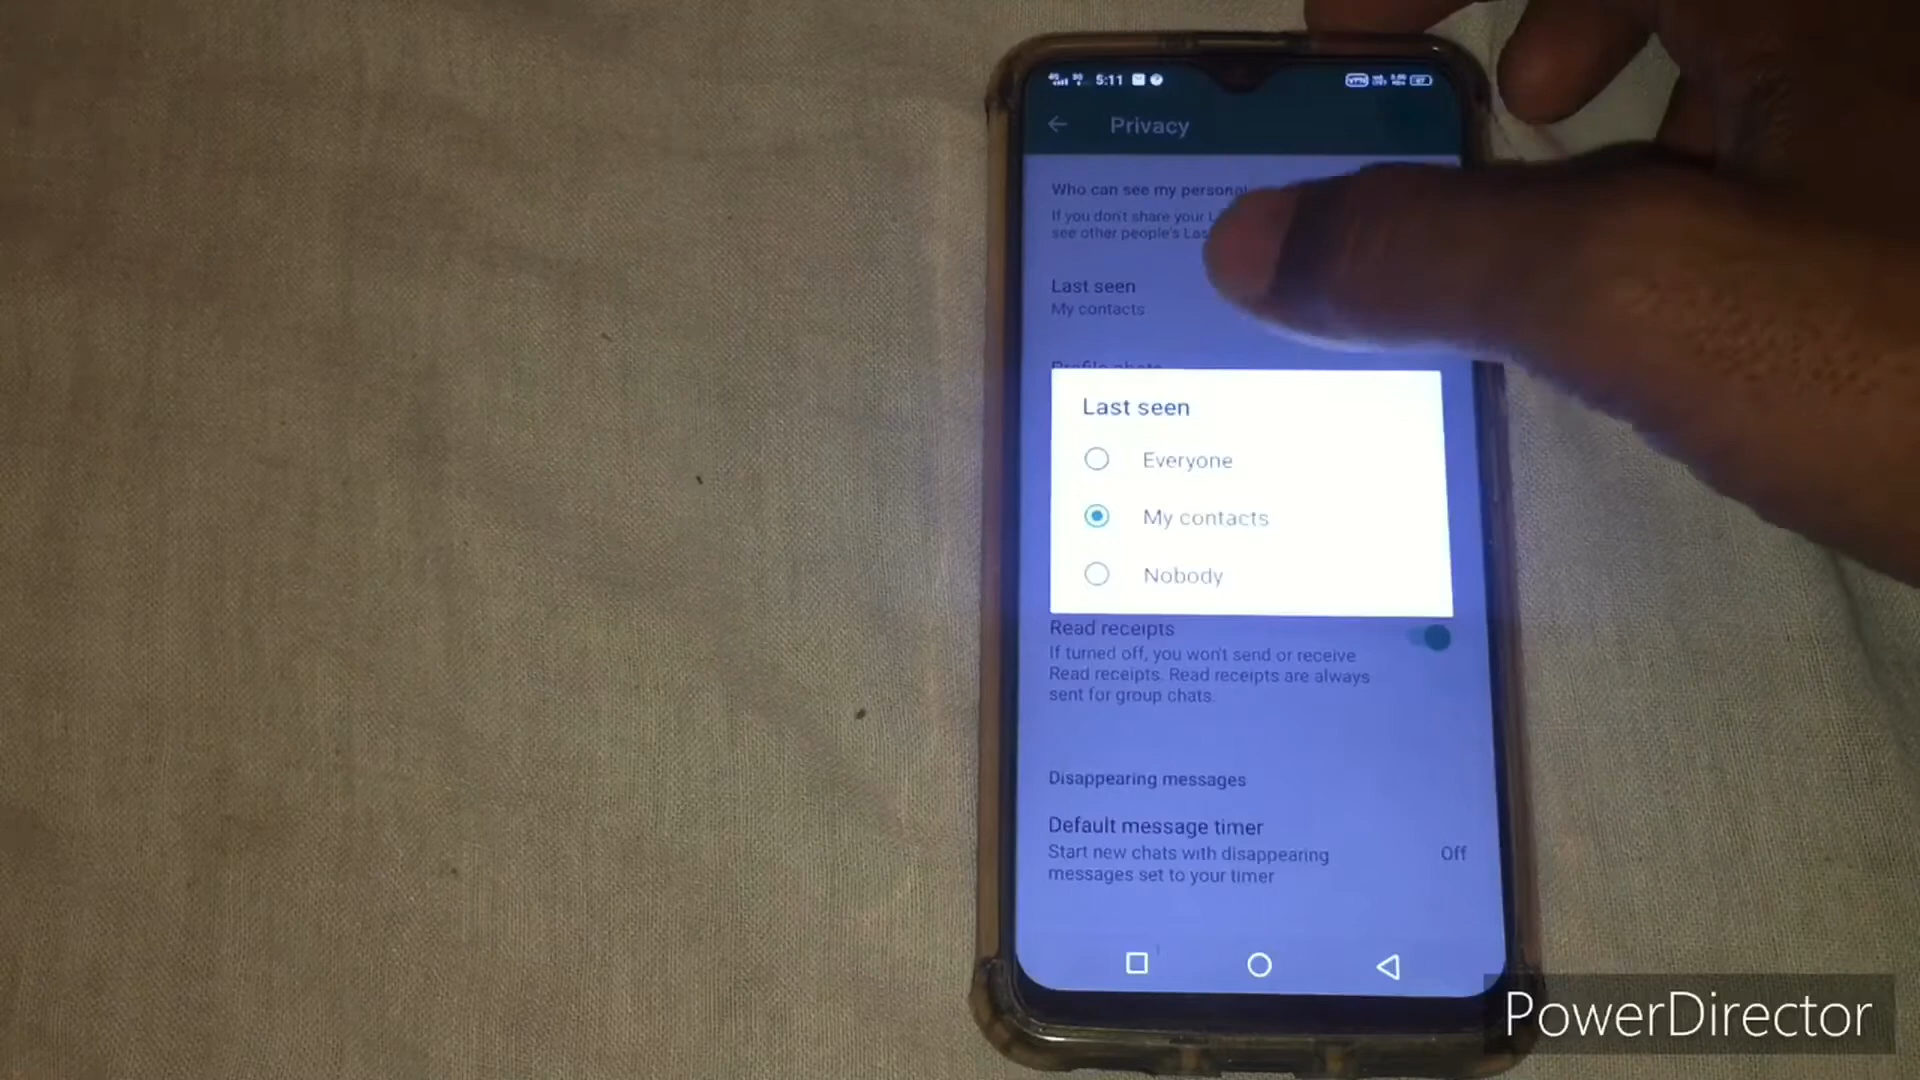 5:11
Privacy
Who can see my personal
If you don't share your
see other people's Las
Last seen
My contacts
Last seen
Everyone
My contacts
Nobody
Read receipts
If turned off, you won't send or receive
Read receipts. Read receipts are always
sent for group chats.
Disappearing messages
Default message timer
Start new chats with disappearing
messages set to your timer
Off
PowerDirector